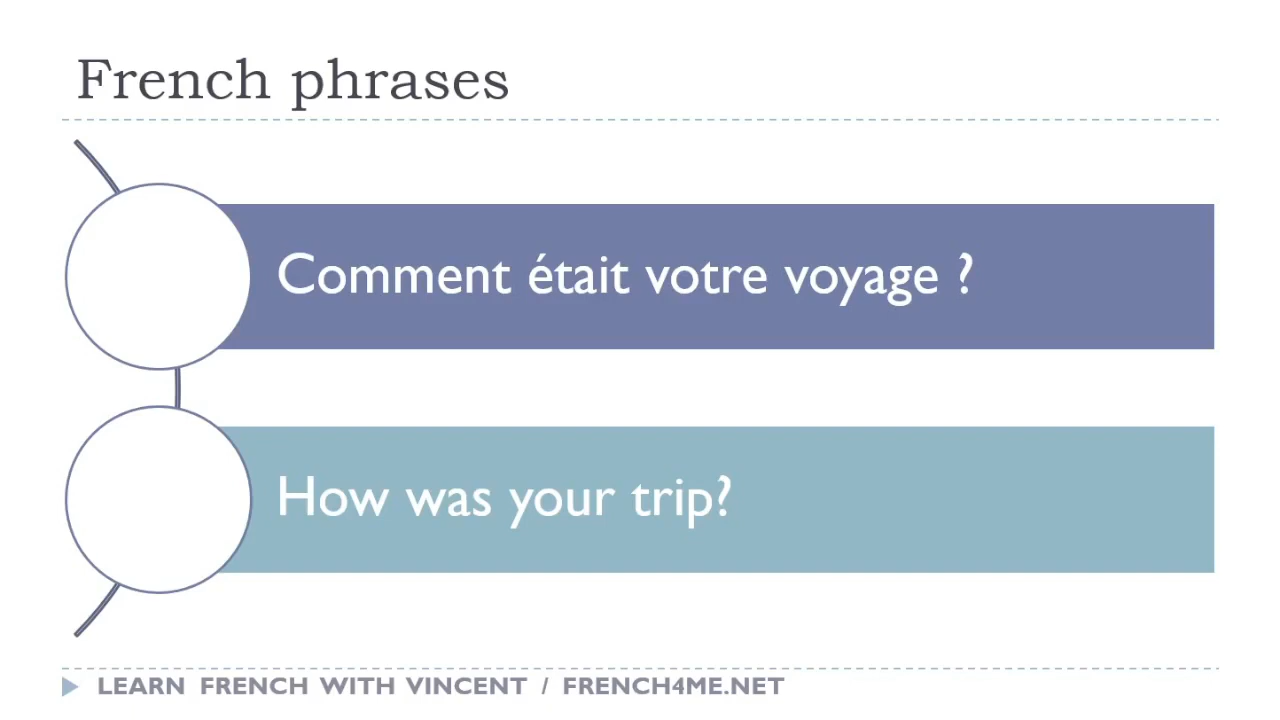 French phrases
Comment était votre voyage ?
How was your trip?
LEARN FRENCH WITH VINCENT / FRENCH4ME.NET